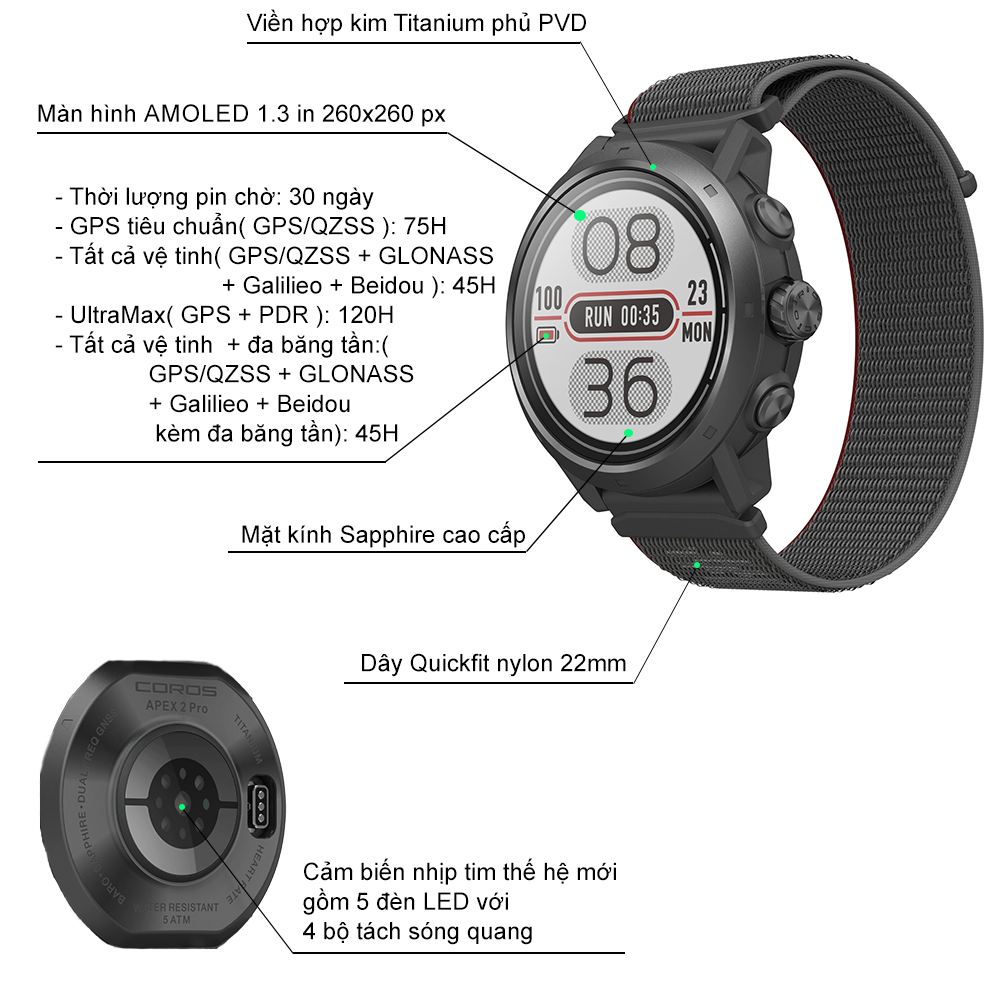 Viền hợp kim Titanium phủ PVD
Màn hình AMOLED 1.3 in 260x260 px
- Thời lượng pin chờ: 30 ngày
- GPS tiêu chuẩn( GPS/QZSS ): 75H
- Tất cả vệ tinh( GPS/QZSS + GLONASS
+ Galilieo + Beidou ): 45H
- UltraMax( GPS + PDR ): 120H
- Tất cả vệ tinh + đa băng tần:(
GPS/QZSS + GLONASS
+ Galilieo + Beidou
kèm đa băng tần): 45H
08
100
23
RUN 00:35
MON
36
Mặt kính Sapphire cao cấp
Dây Quickfit nylon 22mm
COROS
APEX 2 Pro
TITANIUM
HEART RATE
WATER RESISTANT
5 ATM
BARO · SAPPHIRE · DUAL FREQ GNSS
Cảm biến nhịp tim thế hệ mới
gồm 5 đèn LED với
4 bộ tách sóng quang